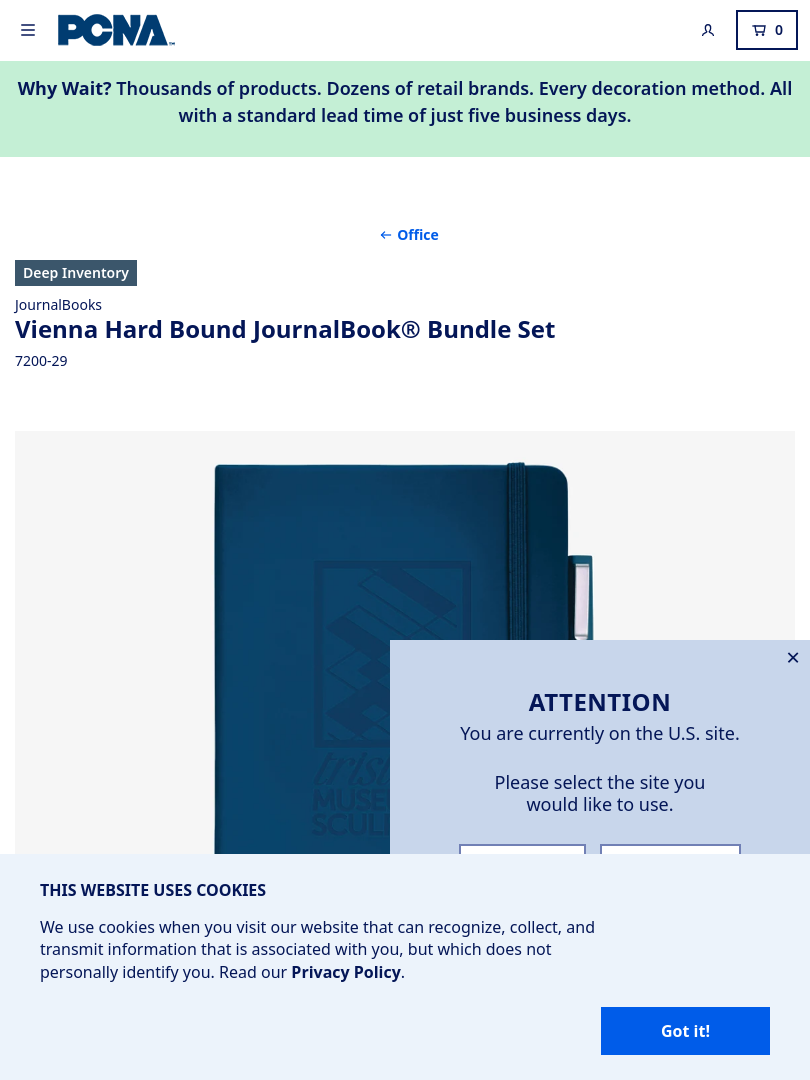 PCNA
0
Why Wait? Thousands of products. Dozens of retail brands. Every decoration method. All
with a standard lead time of just five business days.
← Office
Deep Inventory
JournalBooks
Vienna Hard Bound JournalBook® Bundle Set
7200-29
ATTENTION
You are currently on the U.S. site.
Please select the site you
would like to use.
THIS WEBSITE USES COOKIES
We use cookies when you visit our website that can recognize, collect, and
transmit information that is associated with you, but which does not
personally identify you. Read our Privacy Policy.
Got it!